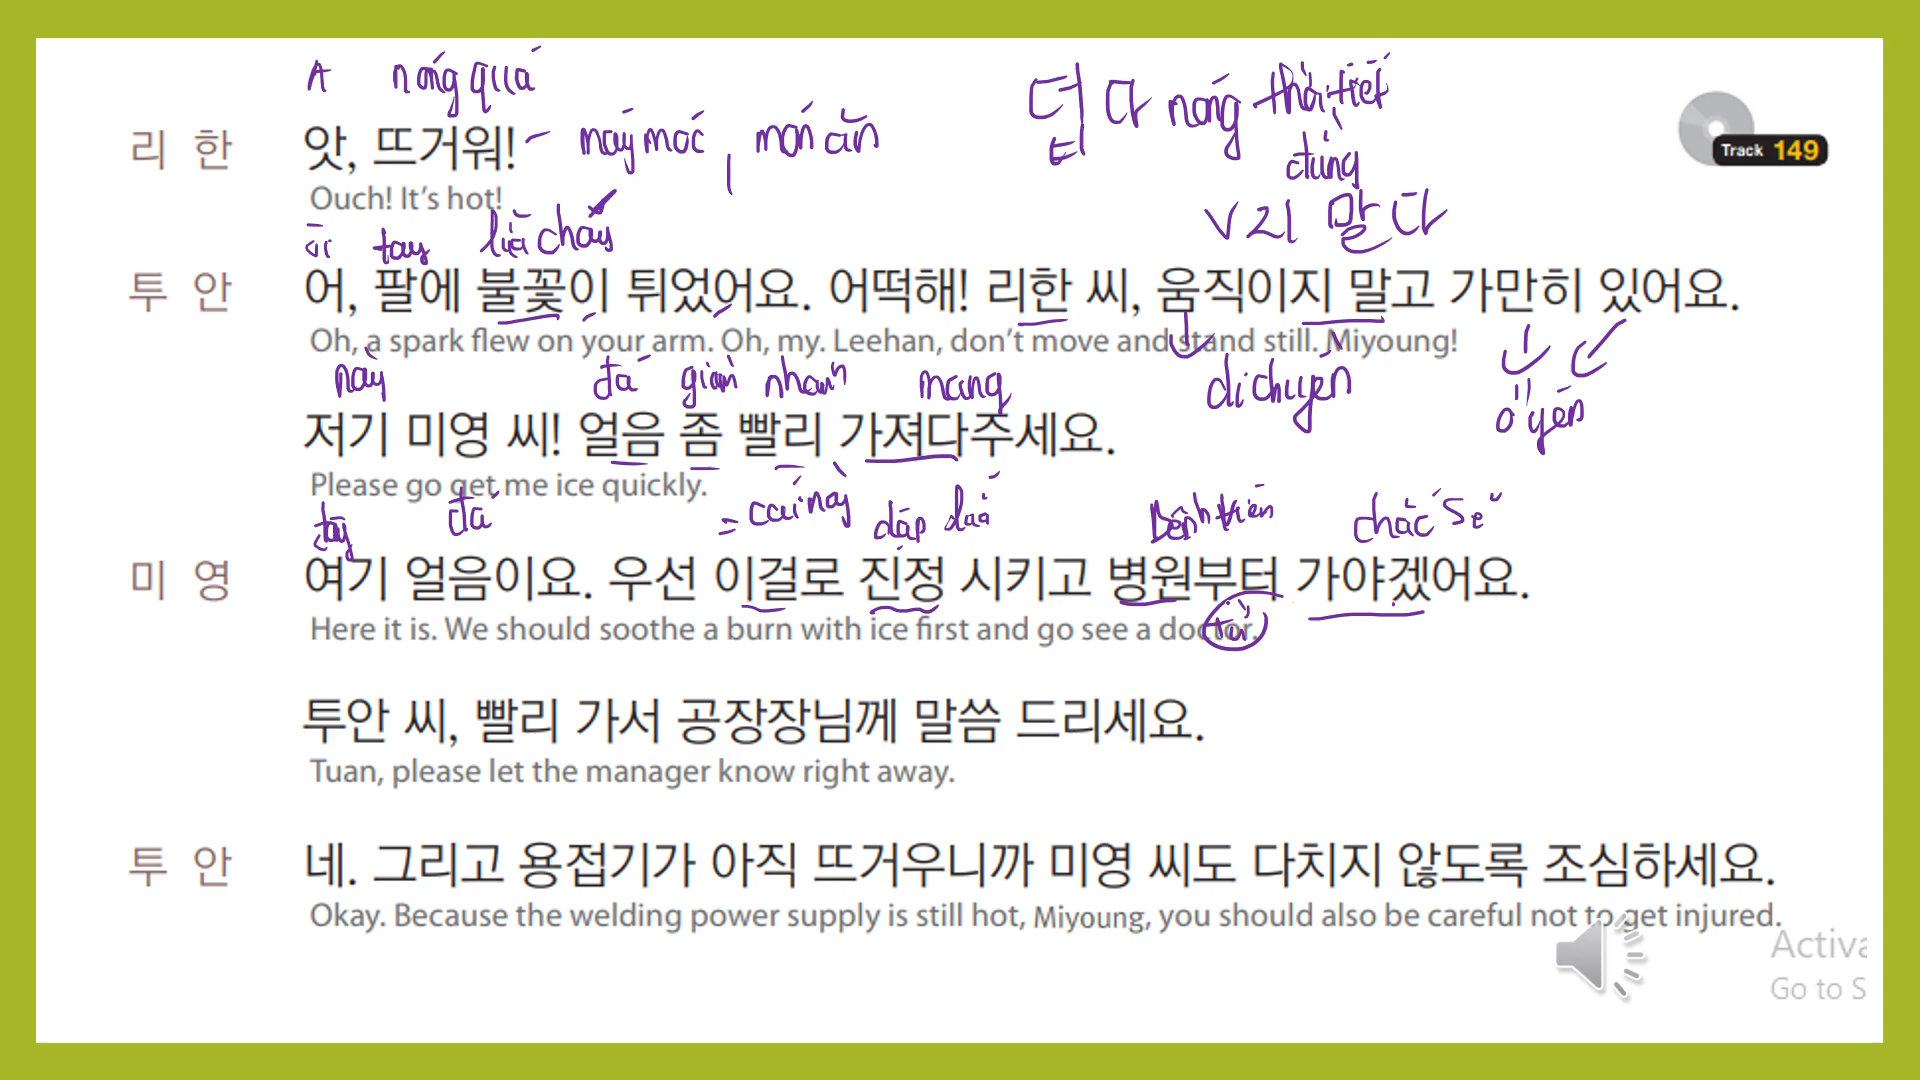 A nóng quá
리 한 앗, 뜨거워! - máy móc, món ăn
덥다 nóng thời tiết
Track 149
đừng
Ouch! It's hot!
V 지 말다
ối tay lửa cháy
투 안 어, 팔에 불꽃이 튀었어요. 어떡해! 리한 씨, 움직이지 말고 가만히 있어요.
Oh, a spark flew on your arm. Oh, my. Leehan, don't move and stand still. Miyoung!
này đá giùm nhanh mang di chuyển ở yên
저기 미영 씨! 얼음 좀 빨리 가져다주세요.
Please go get me ice quickly.
đá = cái này dập bệnh viện chắc sẽ
미 영 여기 얼음이요. 우선 이걸로 진정 시키고 병원부터 가야겠어요.
Here it is. We should soothe a burn with ice first and go see a doctor.
từ
투안 씨, 빨리 가서 공장장님께 말씀 드리세요.
Tuan, please let the manager know right away.
투 안 네. 그리고 용접기가 아직 뜨거우니까 미영 씨도 다치지 않도록 조심하세요.
Okay. Because the welding power supply is still hot, Miyoung, you should also be careful not to get injured.
Activa
Go to S